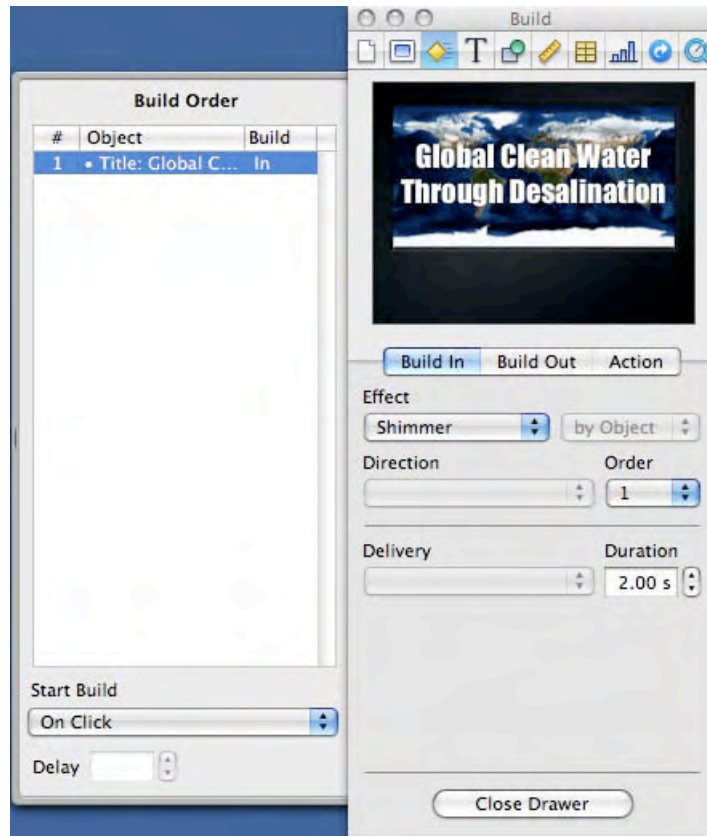 Build
T
Build Order
# Object Build
1 • Title: Global C... In
Start Build
On Click
Delay
Global Clean Water
Through Desalination
Build In Build Out Action
Effect
Shimmer by Object
Direction Order
1
Delivery Duration
2.00 s
Close Drawer